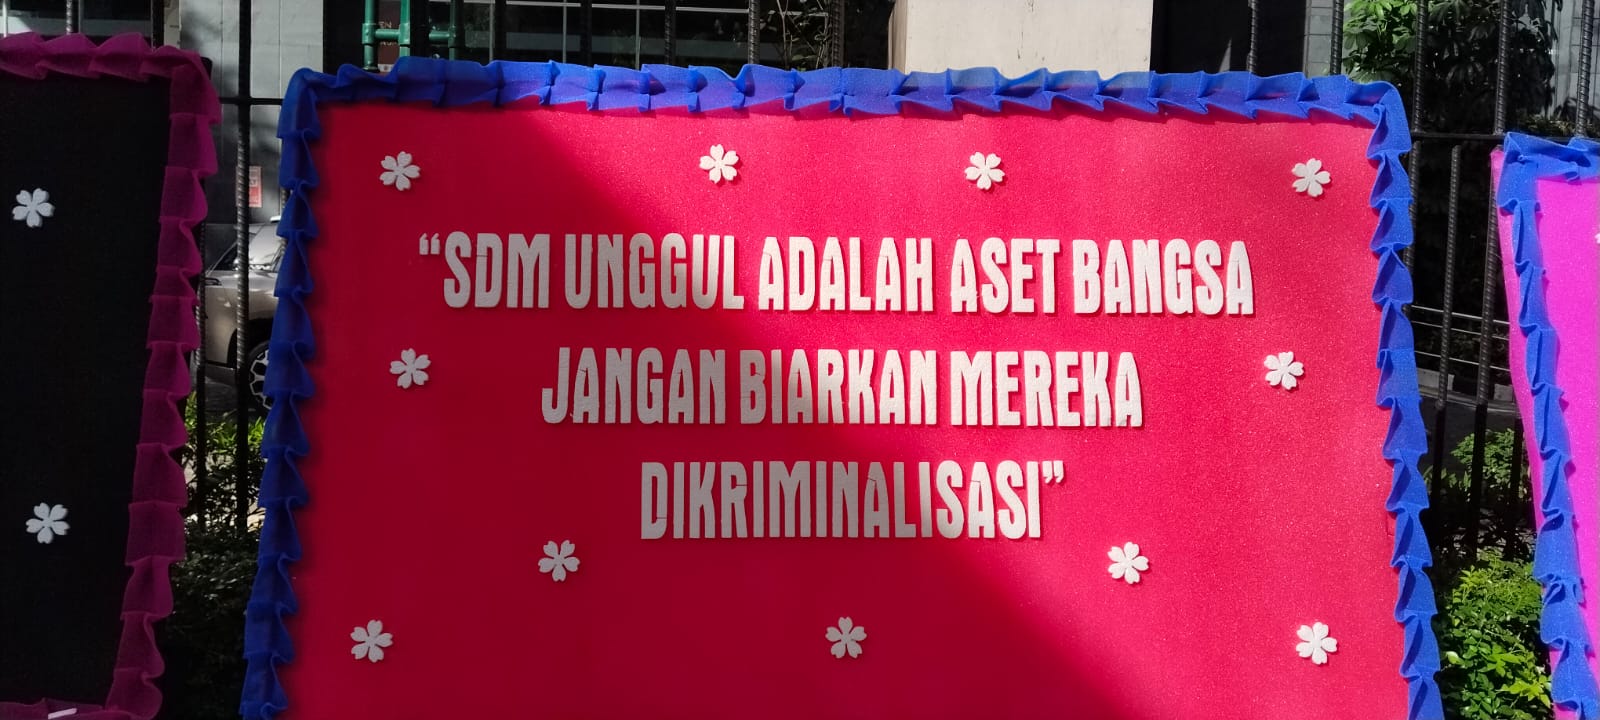 “SDM UNGGUL ADALAH ASET BANGSA
JANGAN BIARKAN MEREKA
DIKRIMINALISASI”